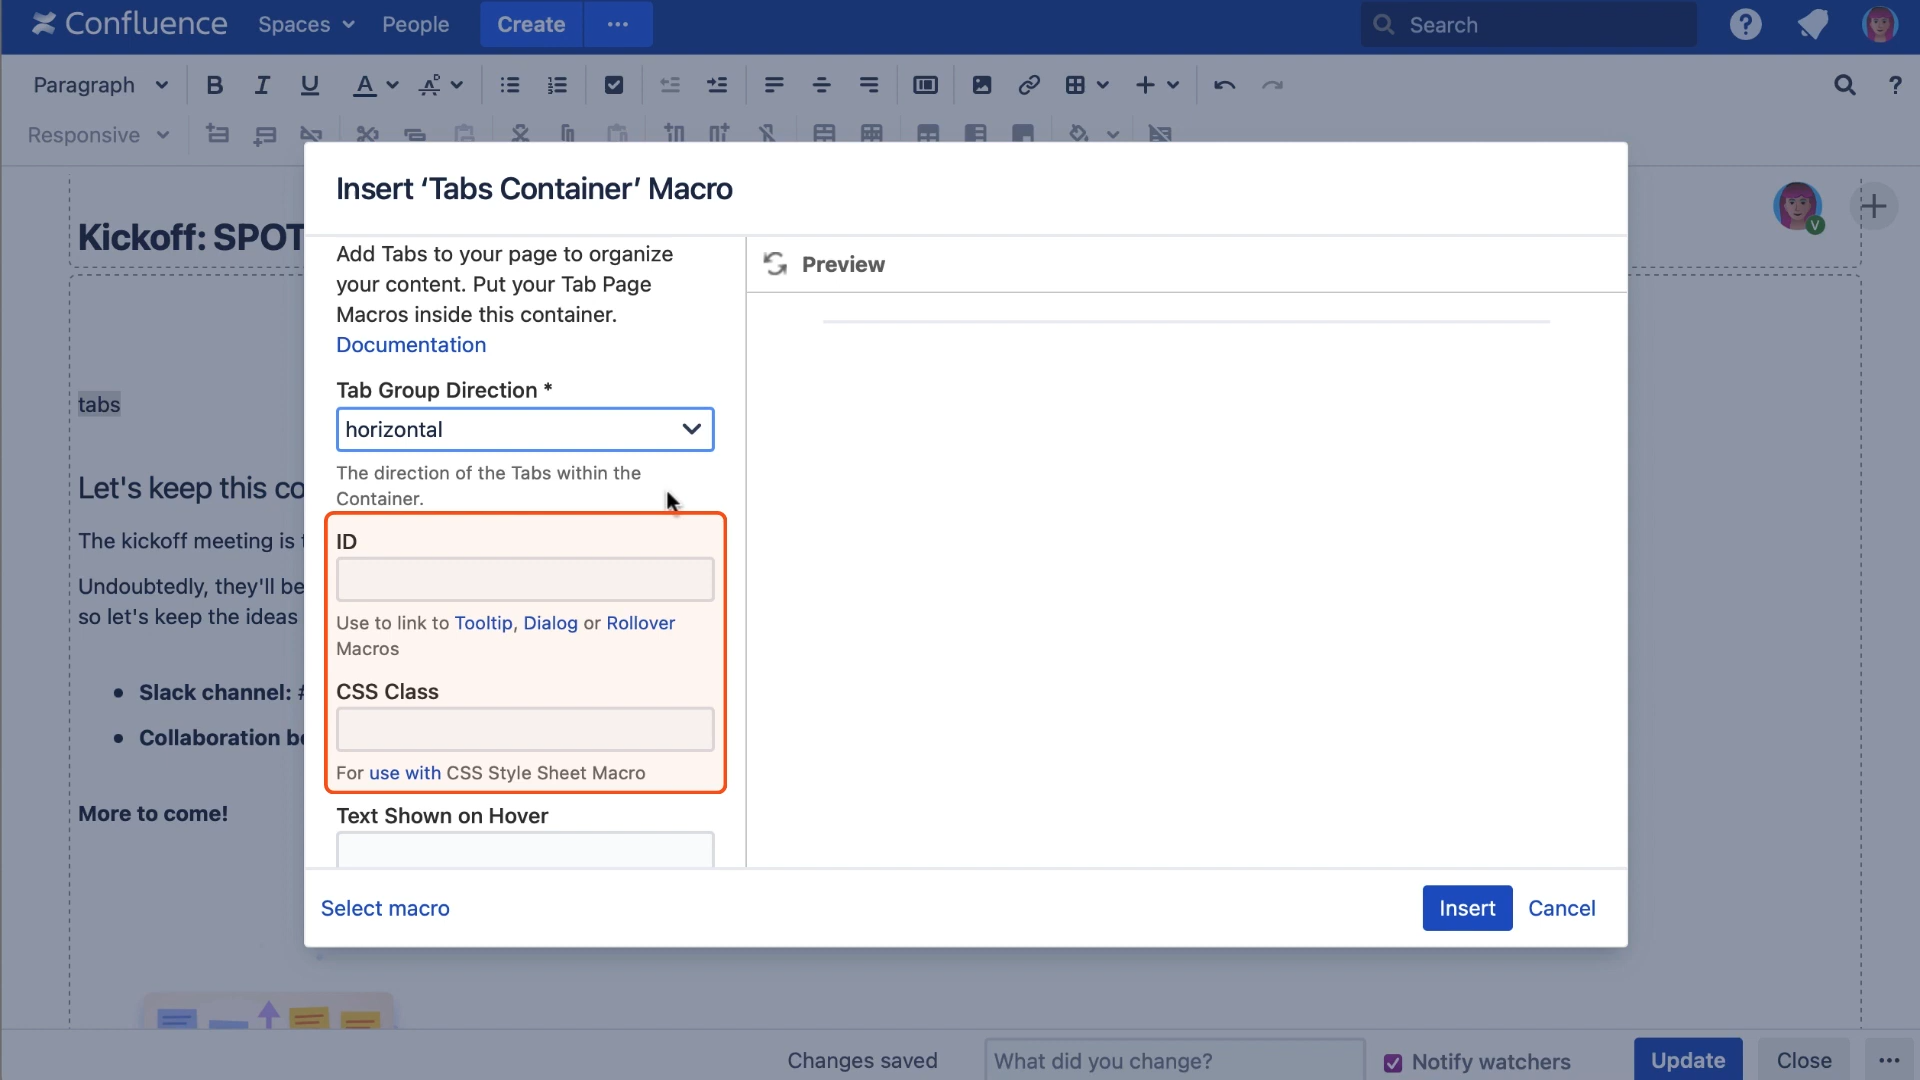 Confluence Spaces People Create ··· Search
Paragraph B I U A ?
Responsive
Insert ‘Tabs Container’ Macro
Kickoff: SPOT
V
Add Tabs to your page to organize
your content. Put your Tab Page
Macros inside this container.
Documentation
Preview
Tab Group Direction *
horizontal
The direction of the Tabs within the
Container.
tabs
Let's keep this co
The kickoff meeting is
Undoubtedly, they'll be
so let's keep the ideas
Slack channel: #
Collaboration b
More to come!
ID
Use to link to Tooltip, Dialog or Rollover
Macros
CSS Class
For use with CSS Style Sheet Macro
Text Shown on Hover
Select macro
Insert Cancel
Changes saved What did you change? Notify watchers Update Close ···